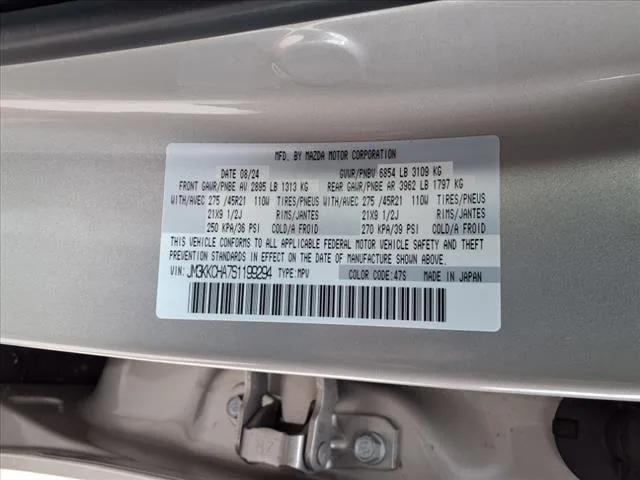 MFD. BY MAZDA MOTOR CORPORATION
DATE 08/24 GVWR/PNBV 6854 LB 3109 KG
FRONT GAWR/PNBE AV 2895 LB 1313 KG REAR GAWR/PNBE AR 3962 LB 1797 KG
WITH/AVEC 275 /45R21 110W TIRES/PNEUS WITH/AVEC 275 /45R21 110W TIRES/PNEUS
21X9 1/2J RIMS/JANTES 21X9 1/2J RIMS/JANTES
250 KPA/36 PSI COLD/A FROID 270 KPA/39 PSI COLD/A FROID
THIS VEHICLE CONFORMS TO ALL APPLICABLE FEDERAL MOTOR VEHICLE SAFETY AND THEFT
PREVENTION STANDARDS IN EFFECT ON THE DATE OF MANUFACTURE SHOWN ABOVE.
VIN: JM3KKCHA7S1199294 TYPE: MPV COLOR CODE: 47S MADE IN JAPAN